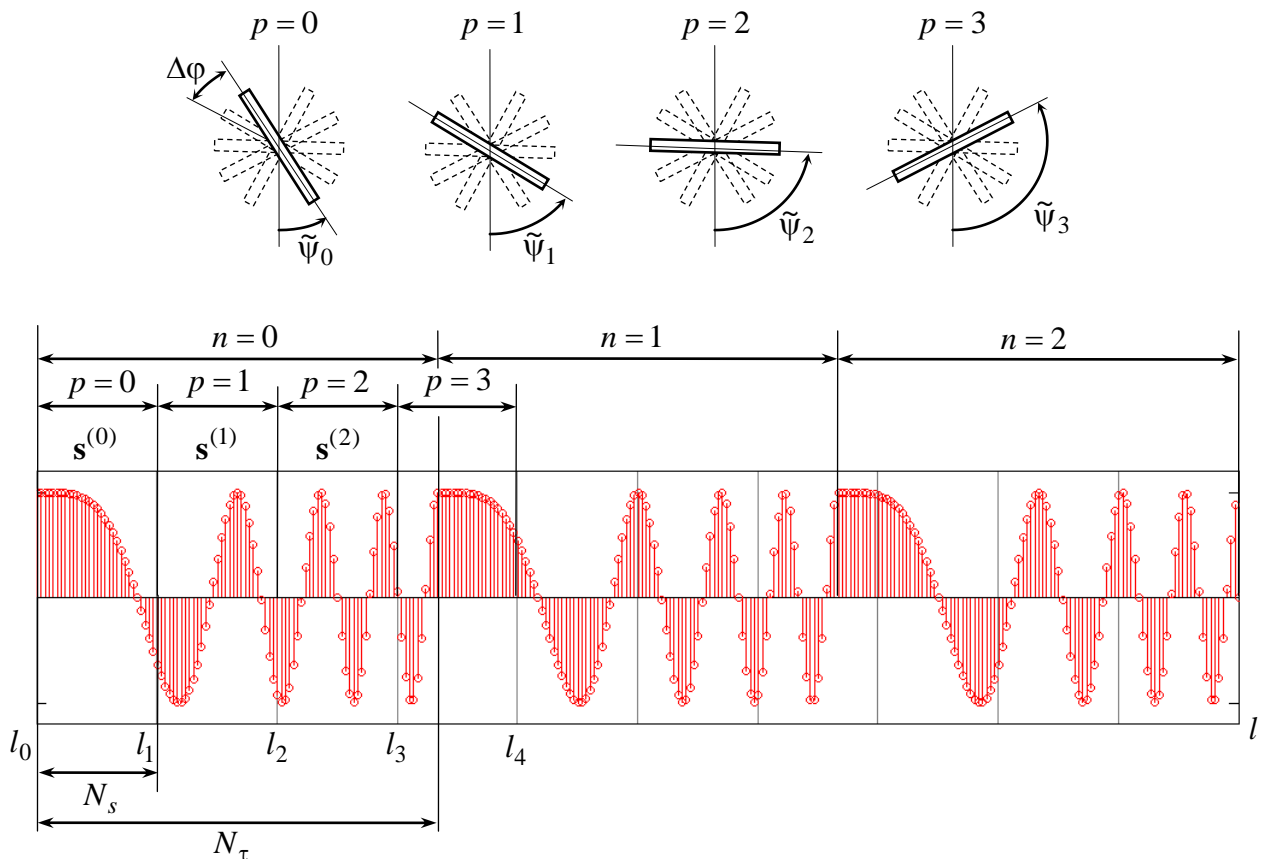 p = 0 p = 1 p = 2 p = 3
Δφ
ψ̃₀ ψ̃₁ ψ̃₂ ψ̃₃
n = 0 n = 1 n = 2
p = 0 p = 1 p = 2 p = 3
s⁽⁰⁾ s⁽¹⁾ s⁽²⁾
l₀ l₁ l₂ l₃ l₄ l
Nₛ
N_τ